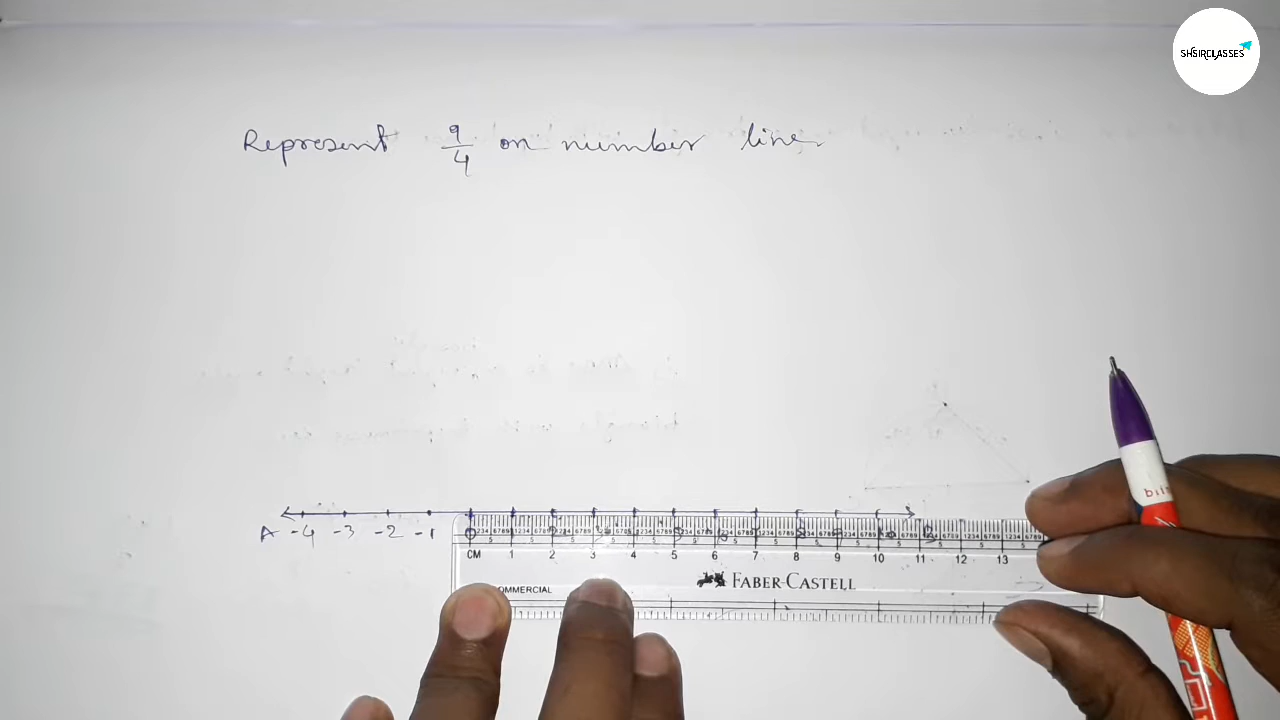 SHSIRCLASSES
Represent 9/4 on number line
A -4 -3 -2 -1 0
CM 1 2 3 4 5 6 7 8 9 10 11 12 13
COMMERCIAL FABER-CASTELL